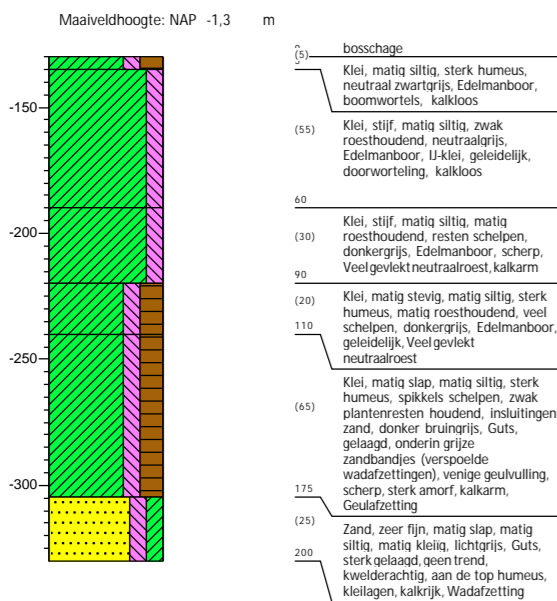 Maaiveldhoogte: NAP -1,3 m
-150
-200
-250
-300
bosschage
(5)
Klei, matig siltig, sterk humeus,
neutraal zwartgrijs, Edelmanboor,
boomwortels, kalkloos
(55)
Klei, stijf, matig siltig, zwak
roesthoudend, neutraalgrijs,
Edelmanboor, IJ-klei, geleidelijk,
doorworteling, kalkloos
60
(30)
Klei, stijf, matig siltig, matig
roesthoudend, resten schelpen,
donkergrijs, Edelmanboor, scherp,
Veel gevlekt neutraalroest, kalkarm
90
(20)
Klei, matig stevig, matig siltig, sterk
humeus, matig roesthoudend, veel
schelpen, donkergrijs, Edelmanboor,
geleidelijk, Veel gevlekt
neutraalroest
110
(65)
Klei, matig slap, matig siltig, sterk
humeus, spikkels schelpen, zwak
plantenresten houdend, insluitingen
zand, donker bruingrijs, Guts,
gelaagd, onderin grijze
zandbandjes (verspoelde
wadafzettingen), venige geulvulling,
scherp, sterk amorf, kalkarm,
Geulafzetting
175
(25)
Zand, zeer fijn, matig slap, matig
siltig, matig kleiïg, lichtgrijs, Guts,
sterk gelaagd, geen trend,
kwelderachtig, aan de top humeus,
kleilagen, kalkrijk, Wadafzetting
200